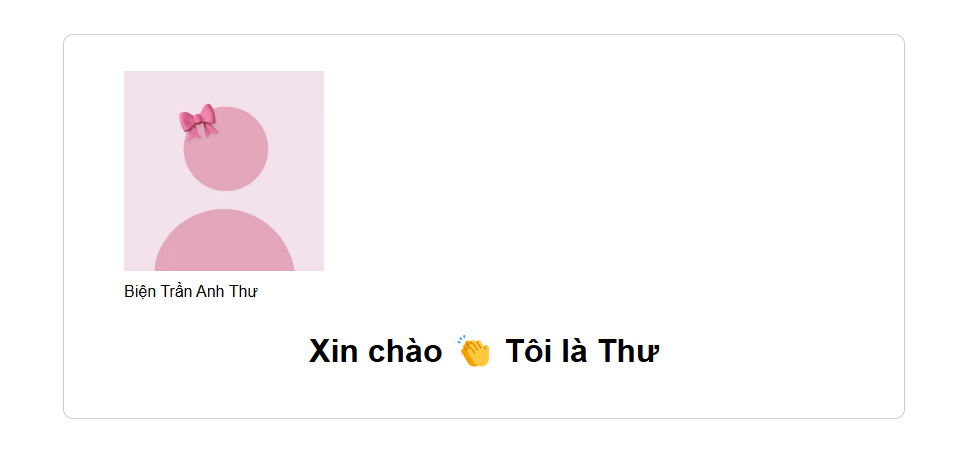 Biện Trần Anh Thư
Xin chào 👏 Tôi là Thư